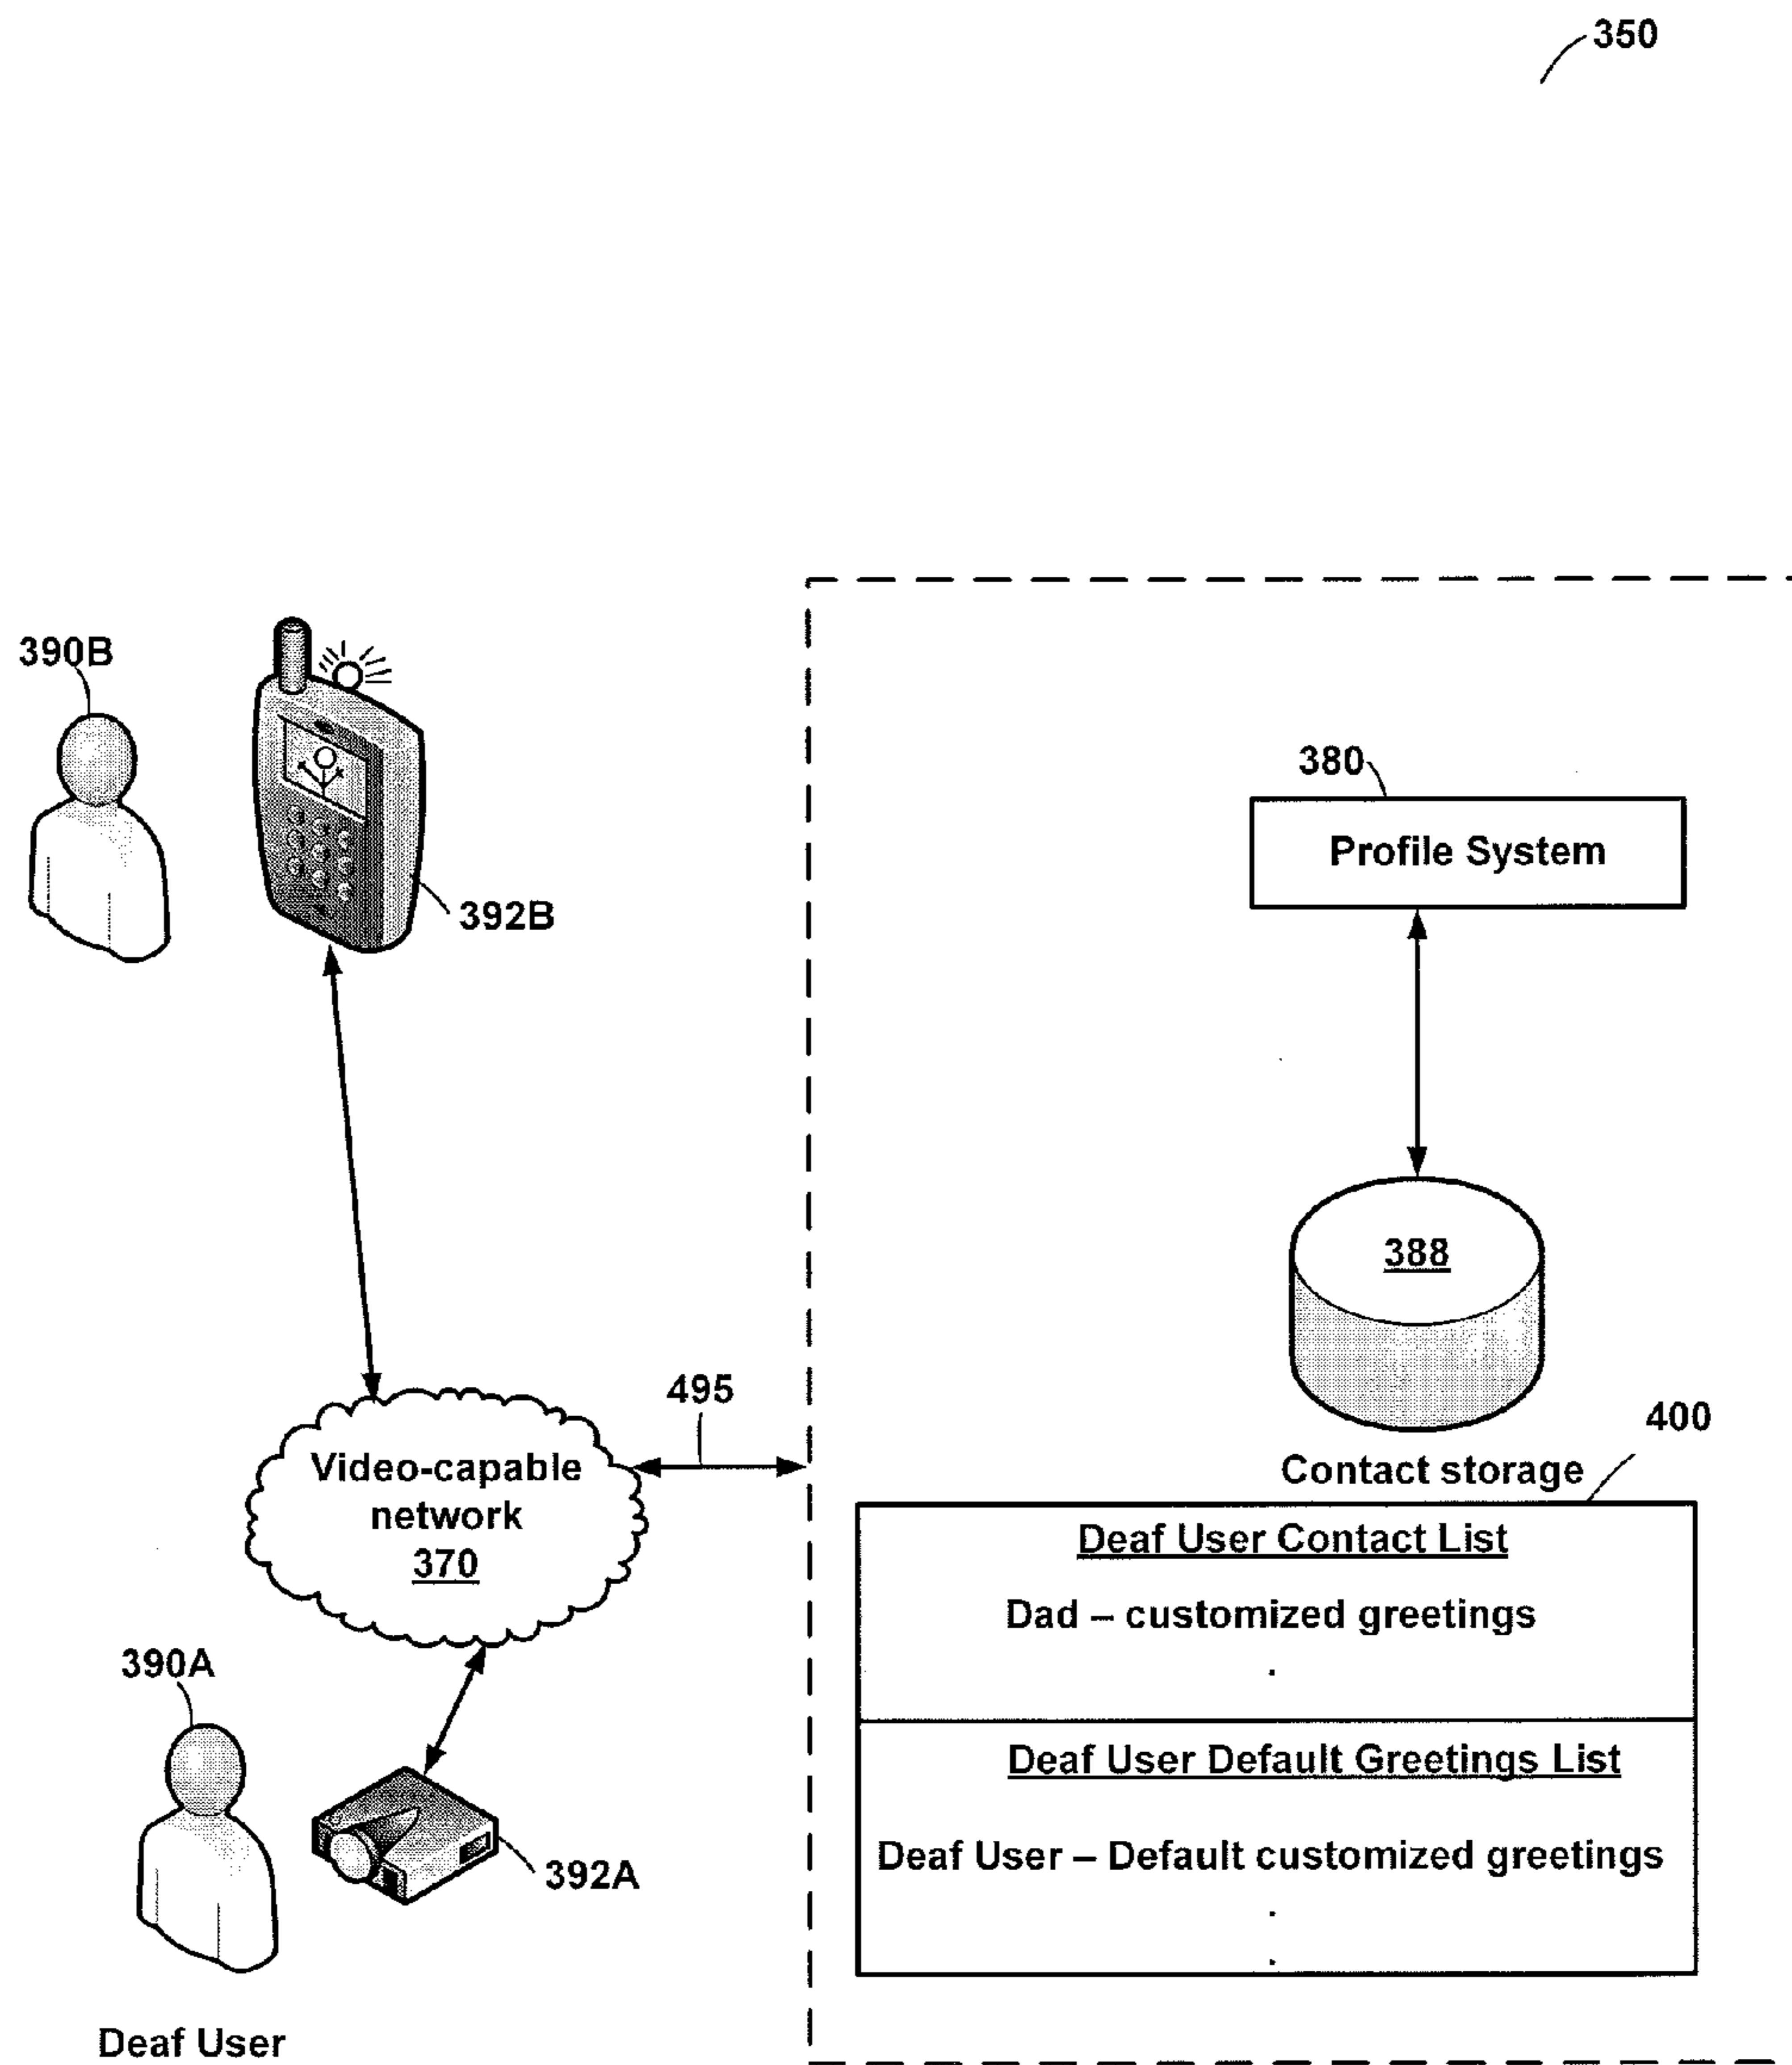 350
390B
392B
380
Profile System
388
Contact storage
400
495
Video-capable
network
370
Deaf User Contact List
Dad – customized greetings
.
Deaf User Default Greetings List
Deaf User – Default customized greetings
.
.
390A
392A
Deaf User